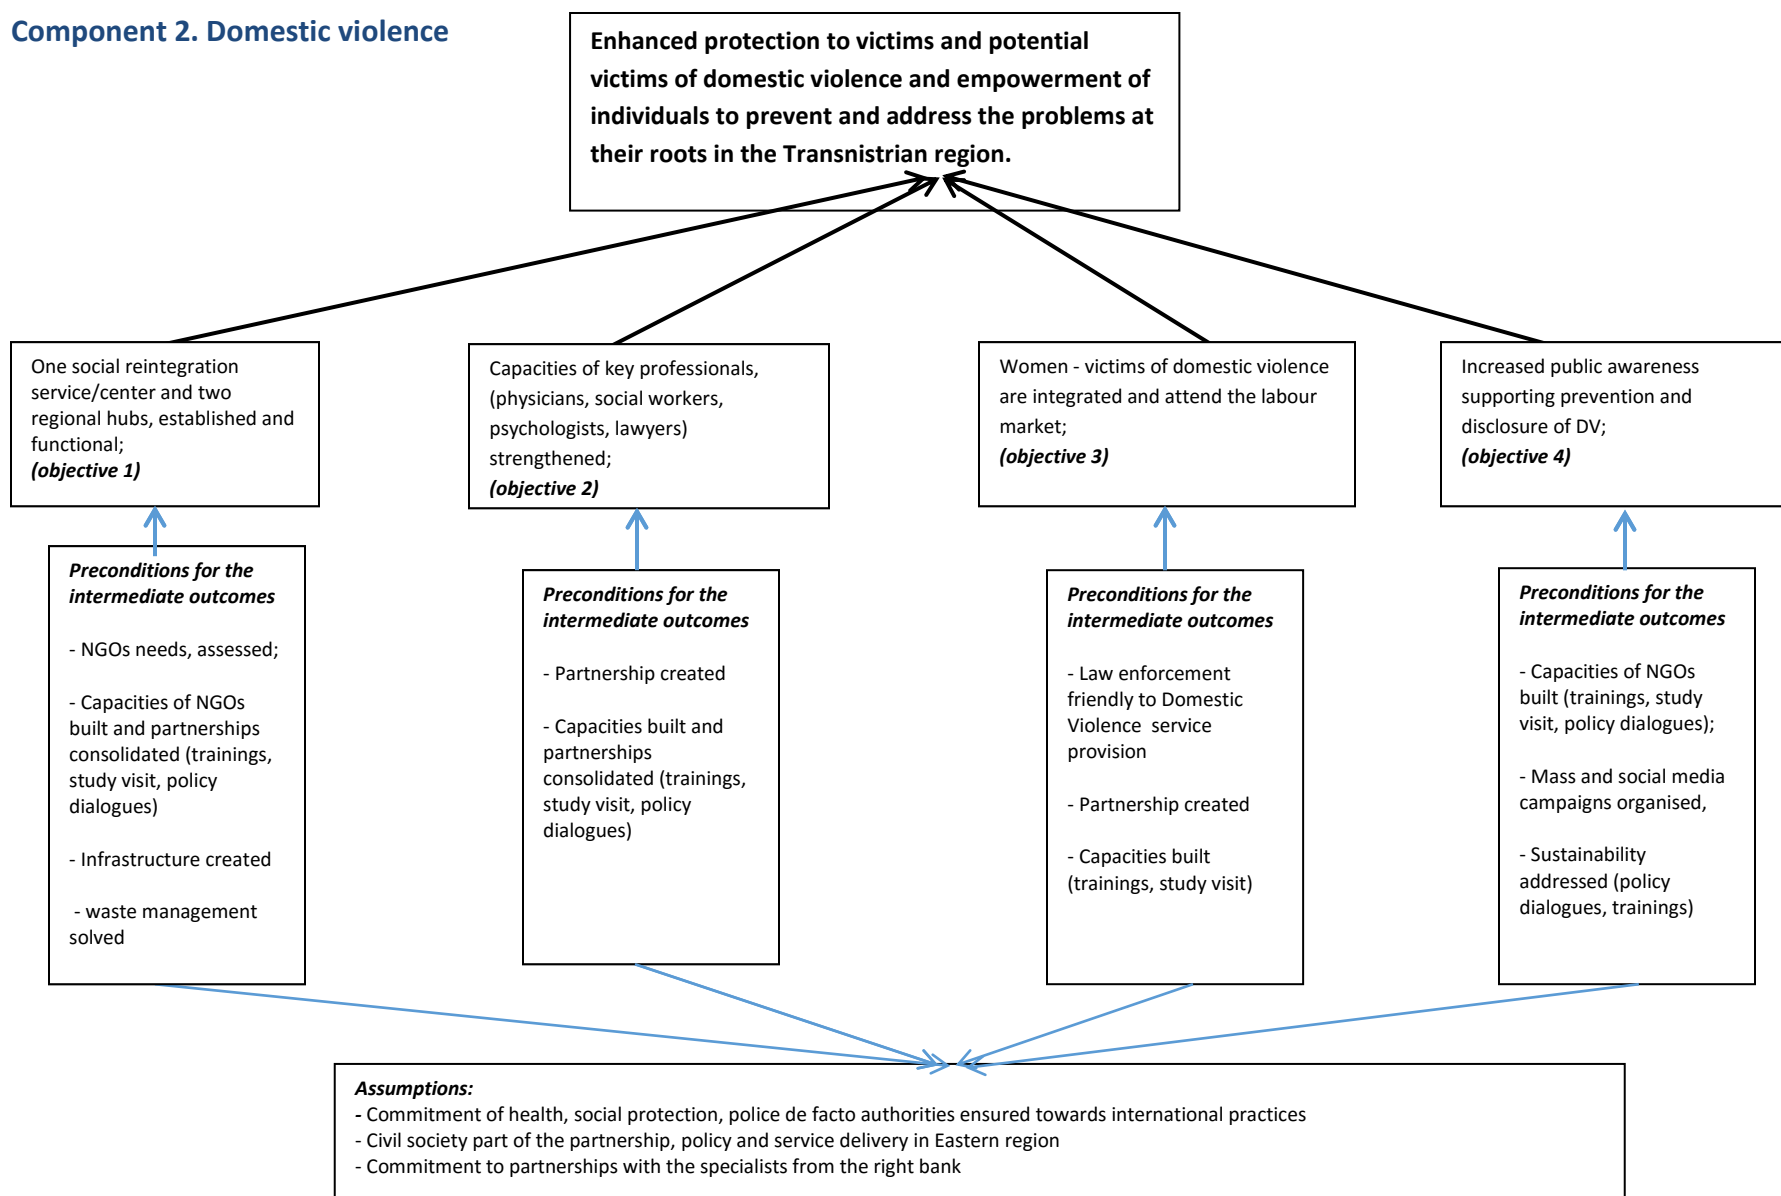 Component 2. Domestic violence
Enhanced protection to victims and potential
victims of domestic violence and empowerment of
individuals to prevent and address the problems at
their roots in the Transnistrian region.
One social reintegration
service/center and two
regional hubs, established and
functional;
(objective 1)
Capacities of key professionals,
(physicians, social workers,
psychologists, lawyers)
strengthened;
(objective 2)
Women - victims of domestic violence
are integrated and attend the labour
market;
(objective 3)
Increased public awareness
supporting prevention and
disclosure of DV;
(objective 4)
Preconditions for the
intermediate outcomes
- NGOs needs, assessed;
- Capacities of NGOs
built and partnerships
consolidated (trainings,
study visit, policy
dialogues)
- Infrastructure created
- waste management
solved
Preconditions for the
intermediate outcomes
- Partnership created
- Capacities built and
partnerships
consolidated (trainings,
study visit, policy
dialogues)
Preconditions for the
intermediate outcomes
- Law enforcement
friendly to Domestic
Violence service
provision
- Partnership created
- Capacities built
(trainings, study visit)
Preconditions for the
intermediate outcomes
- Capacities of NGOs
built (trainings, study
visit, policy dialogues);
- Mass and social media
campaigns organised,
- Sustainability
addressed (policy
dialogues, trainings)
Assumptions:
- Commitment of health, social protection, police de facto authorities ensured towards international practices
- Civil society part of the partnership, policy and service delivery in Eastern region
- Commitment to partnerships with the specialists from the right bank